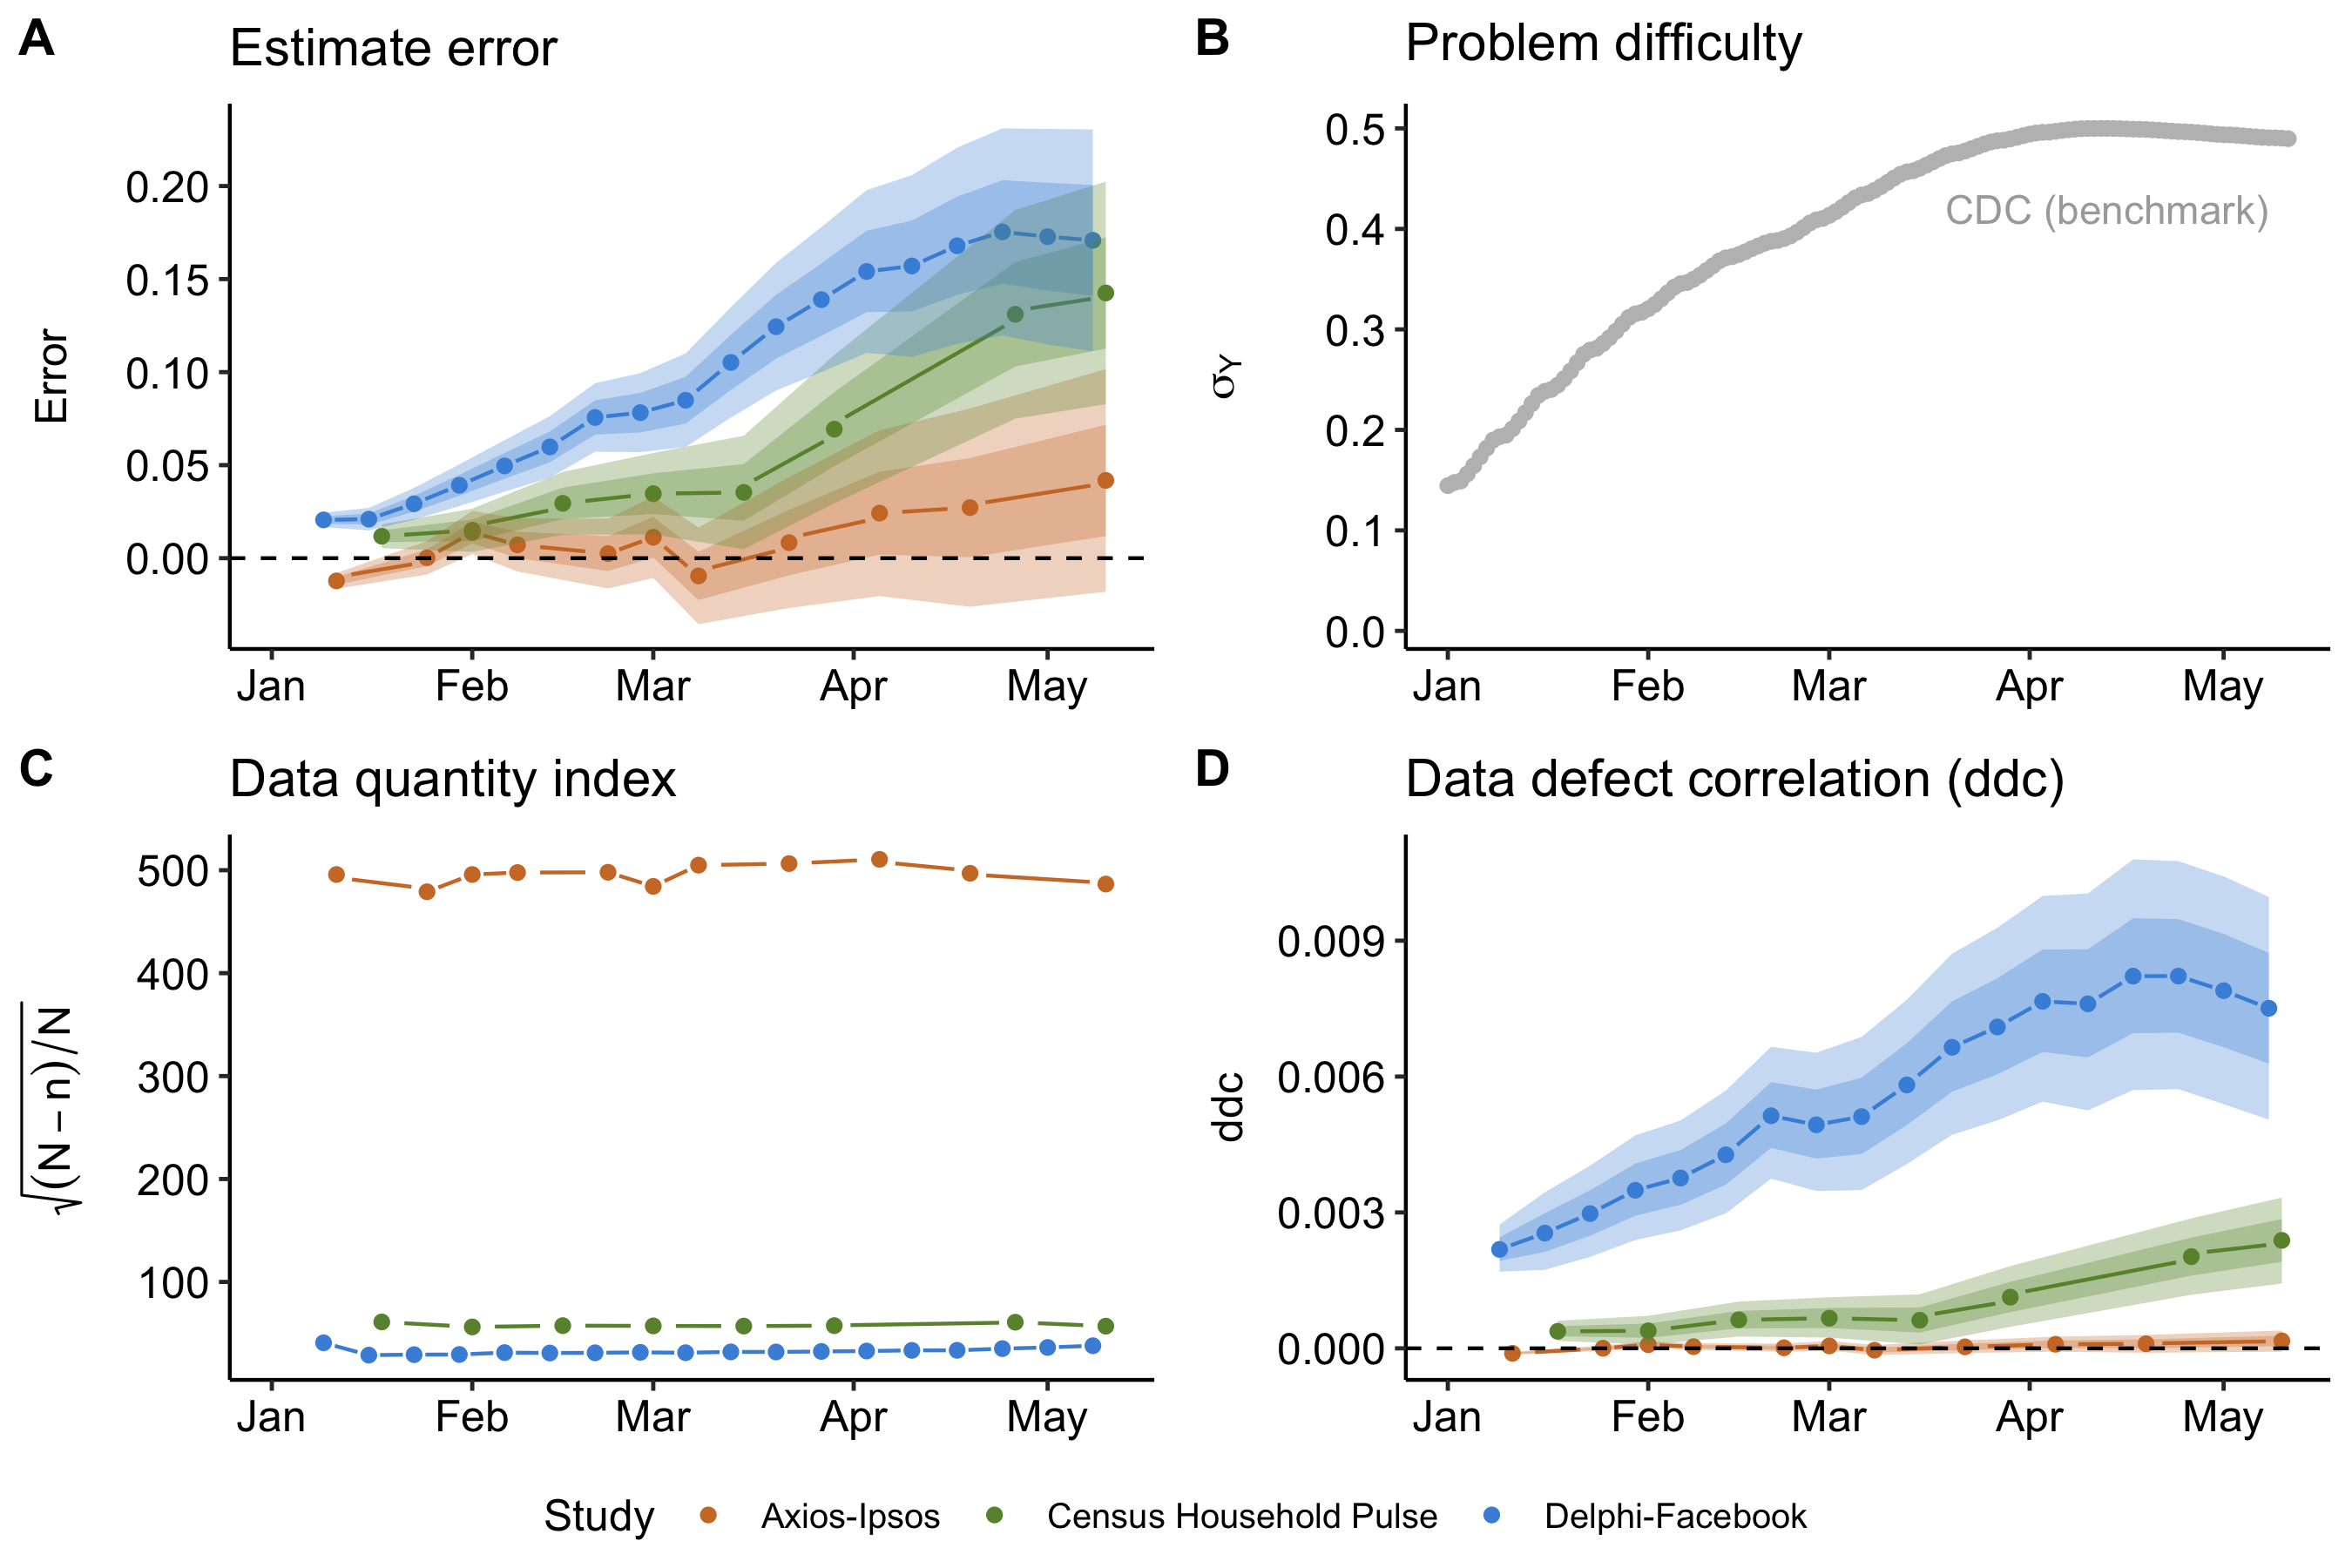 A
Estimate error
Error
0.20
0.15
0.10
0.05
0.00
Jan Feb Mar Apr May
B
Problem difficulty
σY
0.5
0.4
0.3
0.2
0.1
0.0
CDC (benchmark)
Jan Feb Mar Apr May
C
Data quantity index
√(N − n)/N
500
400
300
200
100
Jan Feb Mar Apr May
D
Data defect correlation (ddc)
ddc
0.009
0.006
0.003
0.000
Jan Feb Mar Apr May
Study Axios-Ipsos Census Household Pulse Delphi-Facebook